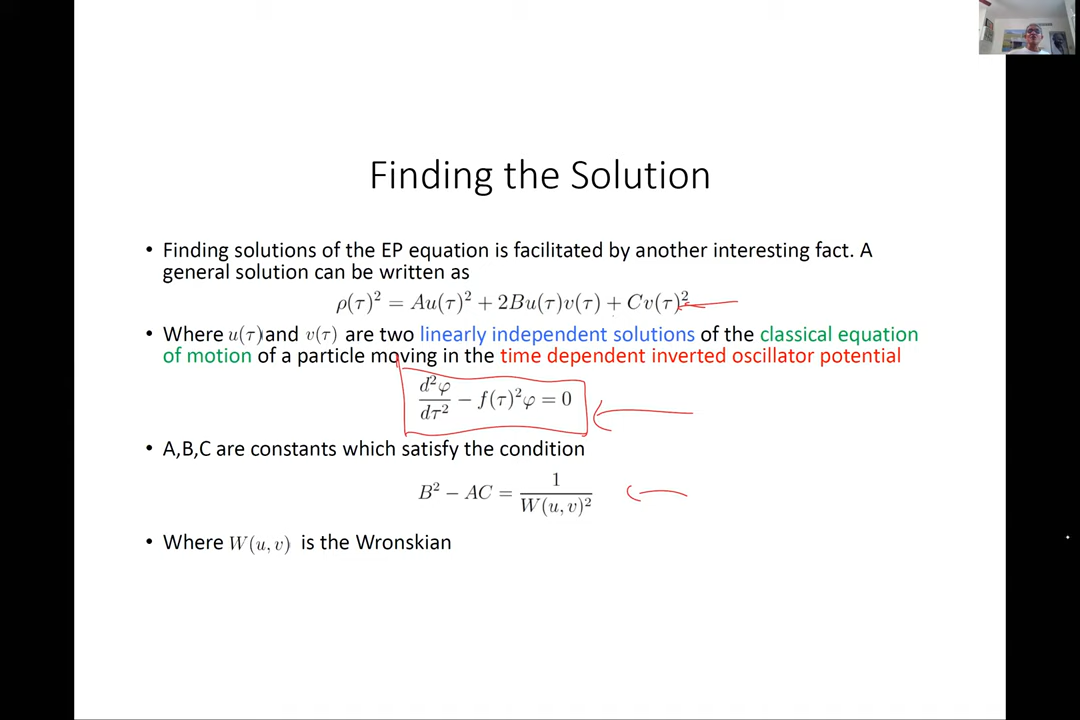 Finding the Solution
• Finding solutions of the EP equation is facilitated by another interesting fact. A
general solution can be written as
ρ(τ)² = Au(τ)² + 2Bu(τ)v(τ) + Cv(τ)²
• Where u(τ) and v(τ) are two linearly independent solutions of the classical equation
of motion of a particle moving in the time dependent inverted oscillator potential
d²φ/dτ² − f(τ)²φ = 0
• A,B,C are constants which satisfy the condition
B² − AC = 1/W(u, v)²
• Where W(u, v) is the Wronskian